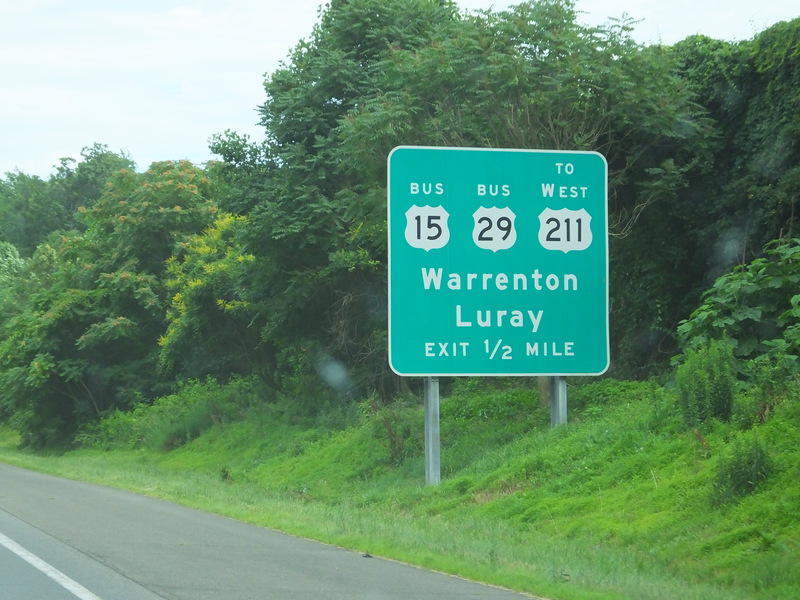 TO
BUS BUS WEST
15 29 211
Warrenton
Luray
EXIT 1/2 MILE